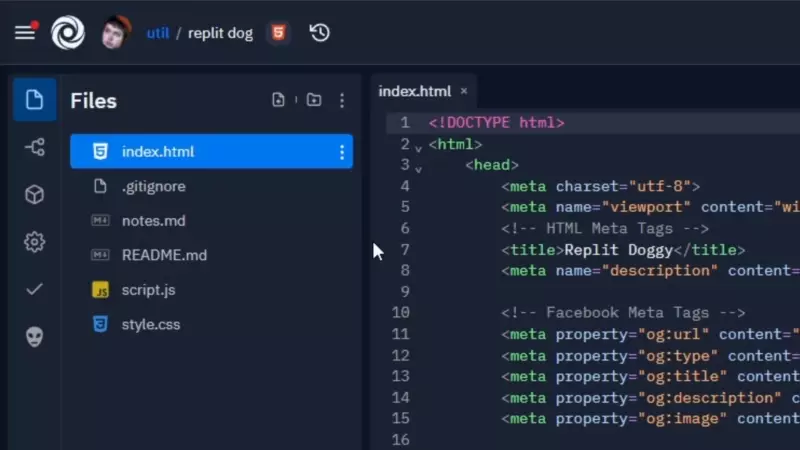 util / replit dog
Files
index.html
.gitignore
notes.md
README.md
script.js
style.css
index.html ×
1 <!DOCTYPE html>
2 <html>
3 <head>
4 <meta charset="utf-8">
5 <meta name="viewport" content="wi
6 <!-- HTML Meta Tags -->
7 <title>Replit Doggy</title>
8 <meta name="description" content=
9
10 <!-- Facebook Meta Tags -->
11 <meta property="og:url" content="
12 <meta property="og:type" content=
13 <meta property="og:title" content
14 <meta property="og:description" c
15 <meta property="og:image" content
16